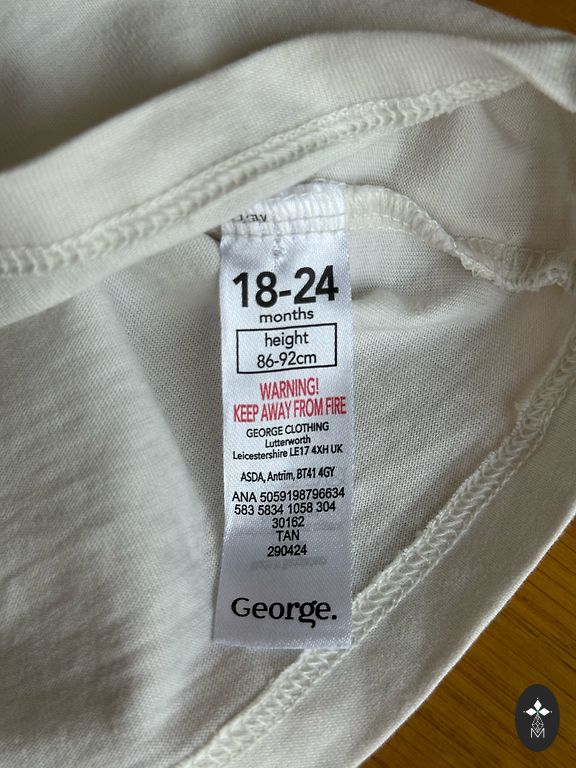 18-24
months
height
86-92cm
WARNING!
KEEP AWAY FROM FIRE
GEORGE CLOTHING
Lutterworth
Leicestershire LE17 4XH UK
ASDA, Antrim, BT41 4GY
ANA 5059198796634
583 5834 1058 304
30162
TAN
290424
George.
M